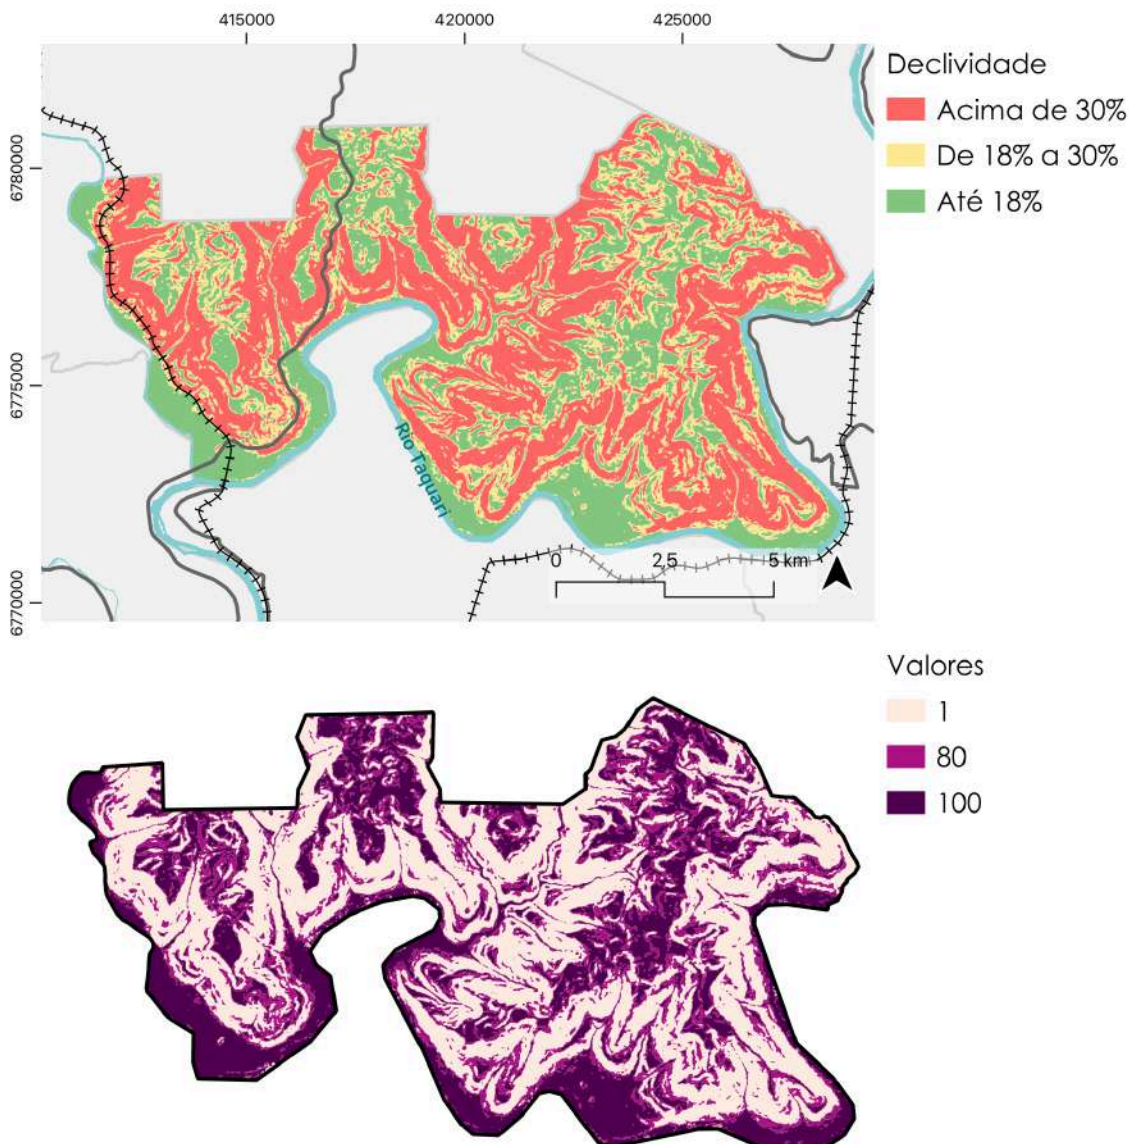 415000 420000 425000
Declividade
Acima de 30%
De 18% a 30%
Até 18%
6780000
6775000
6770000
Rio Taquari
0 2,5 5 km
Valores
1
80
100